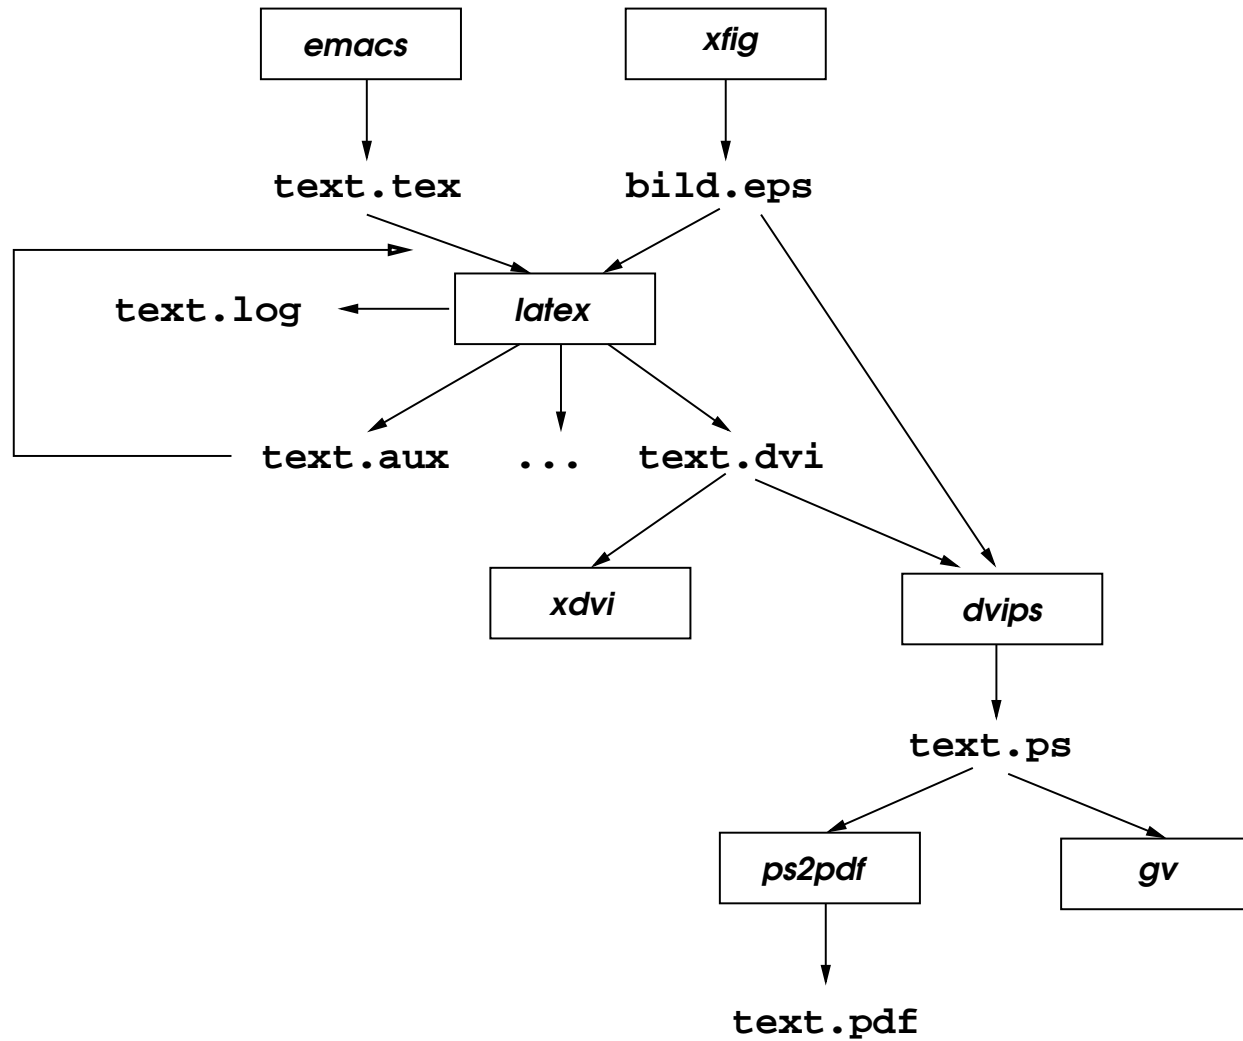 emacs
xfig
text.tex
bild.eps
text.log
latex
text.aux
...
text.dvi
xdvi
dvips
text.ps
ps2pdf
gv
text.pdf